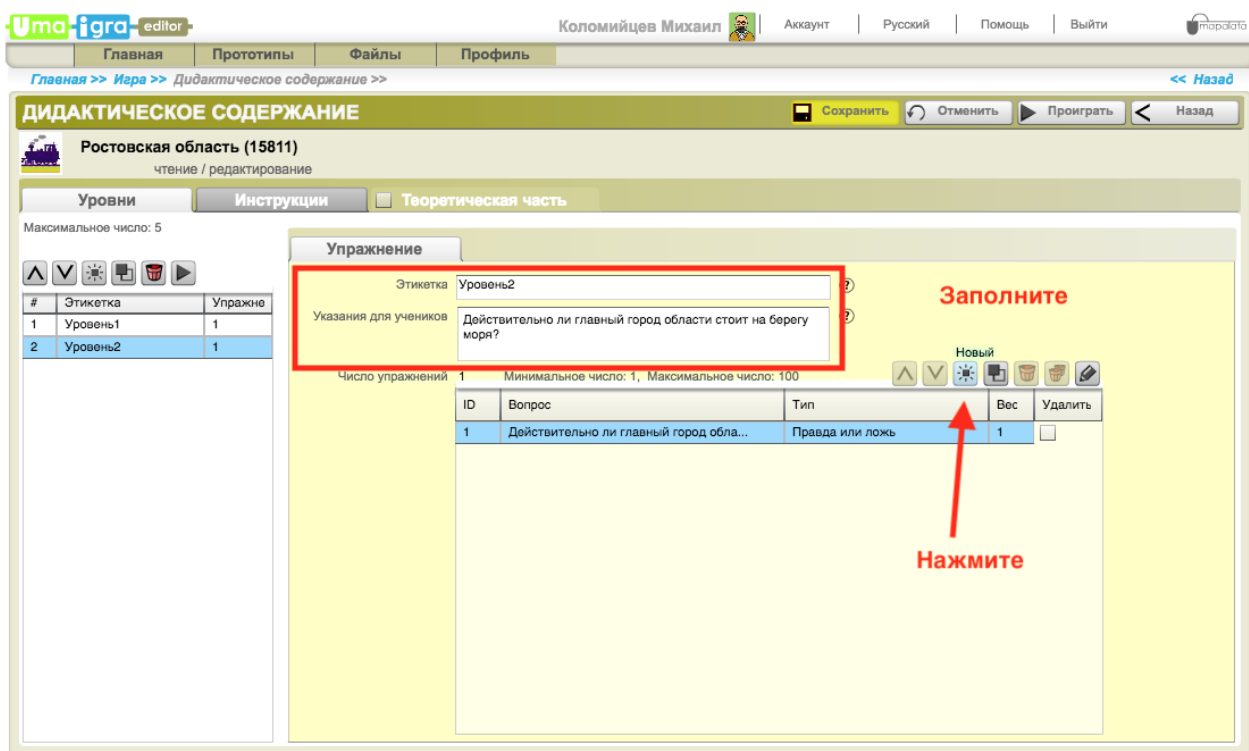 Uma-igra-editor
Коломийцев Михаил | Аккаунт | Русский | Помощь | Выйти
mapalata
Главная Прототипы Файлы Профиль
Главная >> Игра >> Дидактическое содержание >>
<< Назад
ДИДАКТИЧЕСКОЕ СОДЕРЖАНИЕ
Сохранить Отменить Проиграть Назад
Ростовская область (15811)
чтение / редактирование
Уровни Инструкции Теоретическая часть
Максимальное число: 5
Упражнение
# Этикетка Упражне
1 Уровень1 1
2 Уровень2 1
Этикетка Уровень2 ?
Заполните
Указания для учеников Действительно ли главный город области стоит на берегу ?
моря?
Новый
Число упражнений 1 Минимальное число: 1, Максимальное число: 100
ID Вопрос Тип Вес Удалить
1 Действительно ли главный город обла... Правда или ложь 1
Нажмите